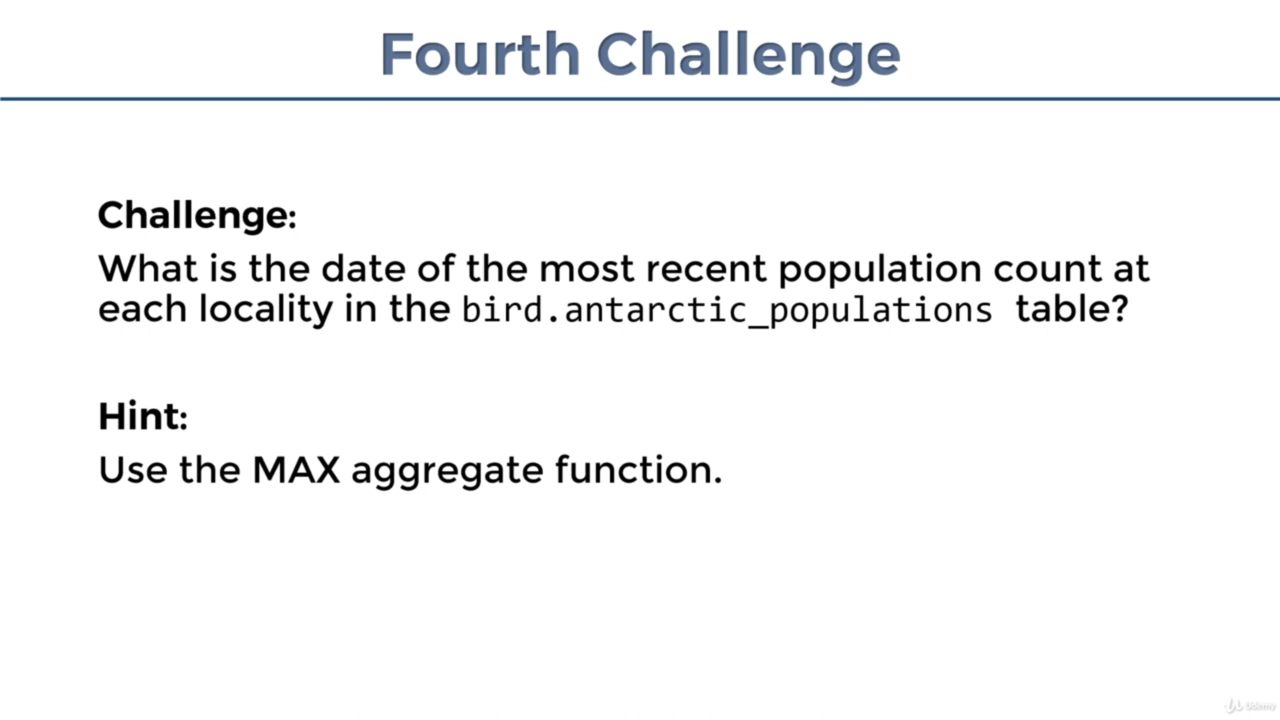 Fourth Challenge
Challenge:
What is the date of the most recent population count at
each locality in the bird.antarctic_populations table?
Hint:
Use the MAX aggregate function.
Udemy